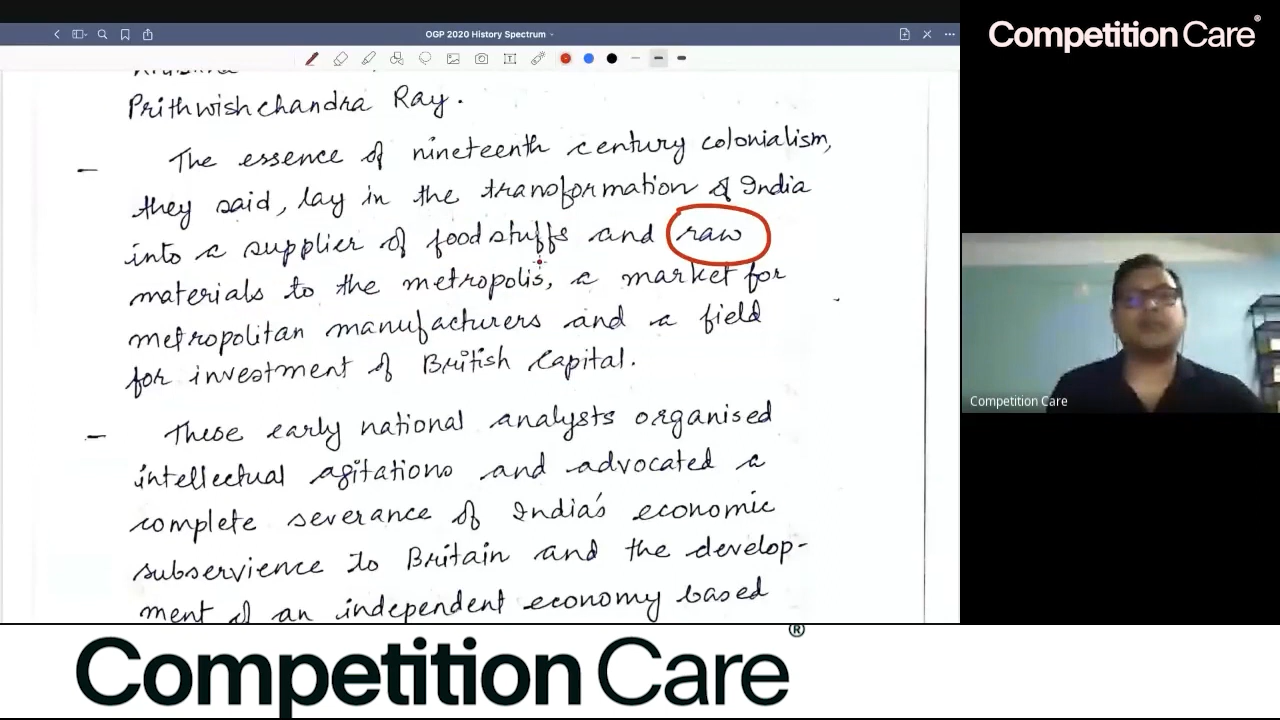 Competition Care®
OGP 2020 History Spectrum
Prithwishchandra Ray.
– The essence of nineteenth century colonialism,
they said, lay in the transformation of India
into a supplier of foodstuffs and raw
materials to the metropolis, a market for
metropolitan manufacturers and a field
for investment of British Capital.
– These early national analysts organised
intellectual agitations and advocated a
complete severance of India's economic
subservience to Britain and the develop-
ment of an independent economy based
Competition Care
Competition Care®